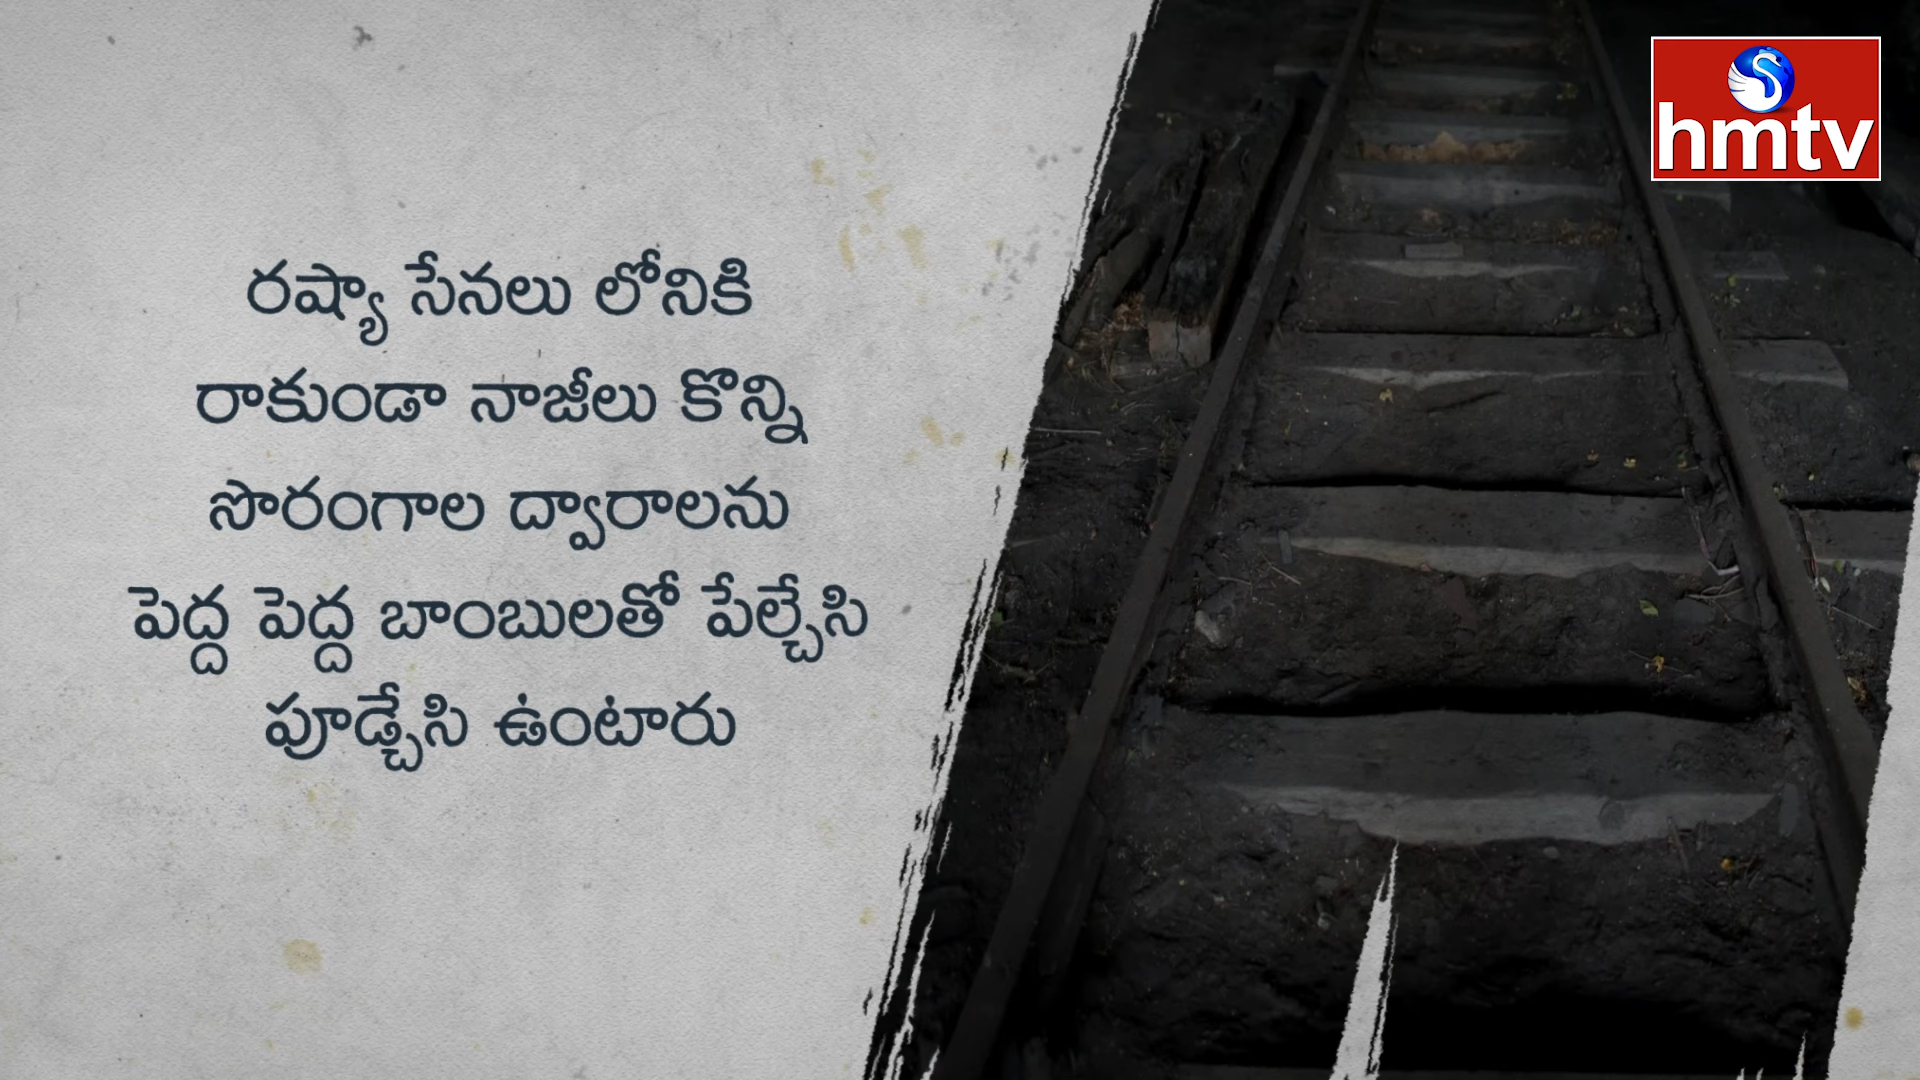 hmtv
రష్యా సేనలు లోనికి
రాకుండా నాజీలు కొన్ని
సొరంగాల ద్వారాలను
పెద్ద పెద్ద బాంబులతో పేల్చేసి
పూడ్చేసి ఉంటారు